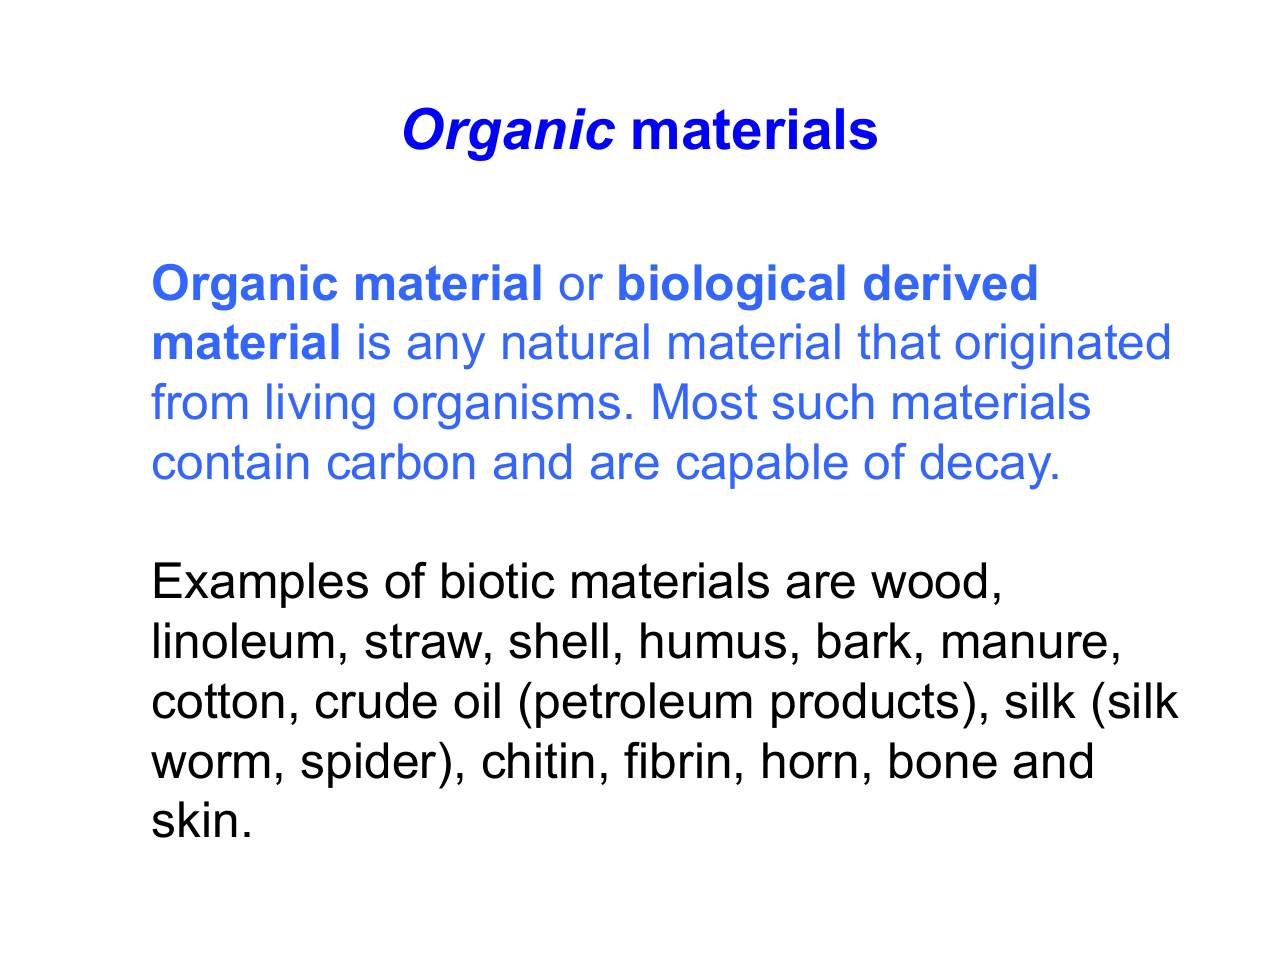 Organic materials
Organic material or biological derived
material is any natural material that originated
from living organisms. Most such materials
contain carbon and are capable of decay.
Examples of biotic materials are wood,
linoleum, straw, shell, humus, bark, manure,
cotton, crude oil (petroleum products), silk (silk
worm, spider), chitin, fibrin, horn, bone and
skin.